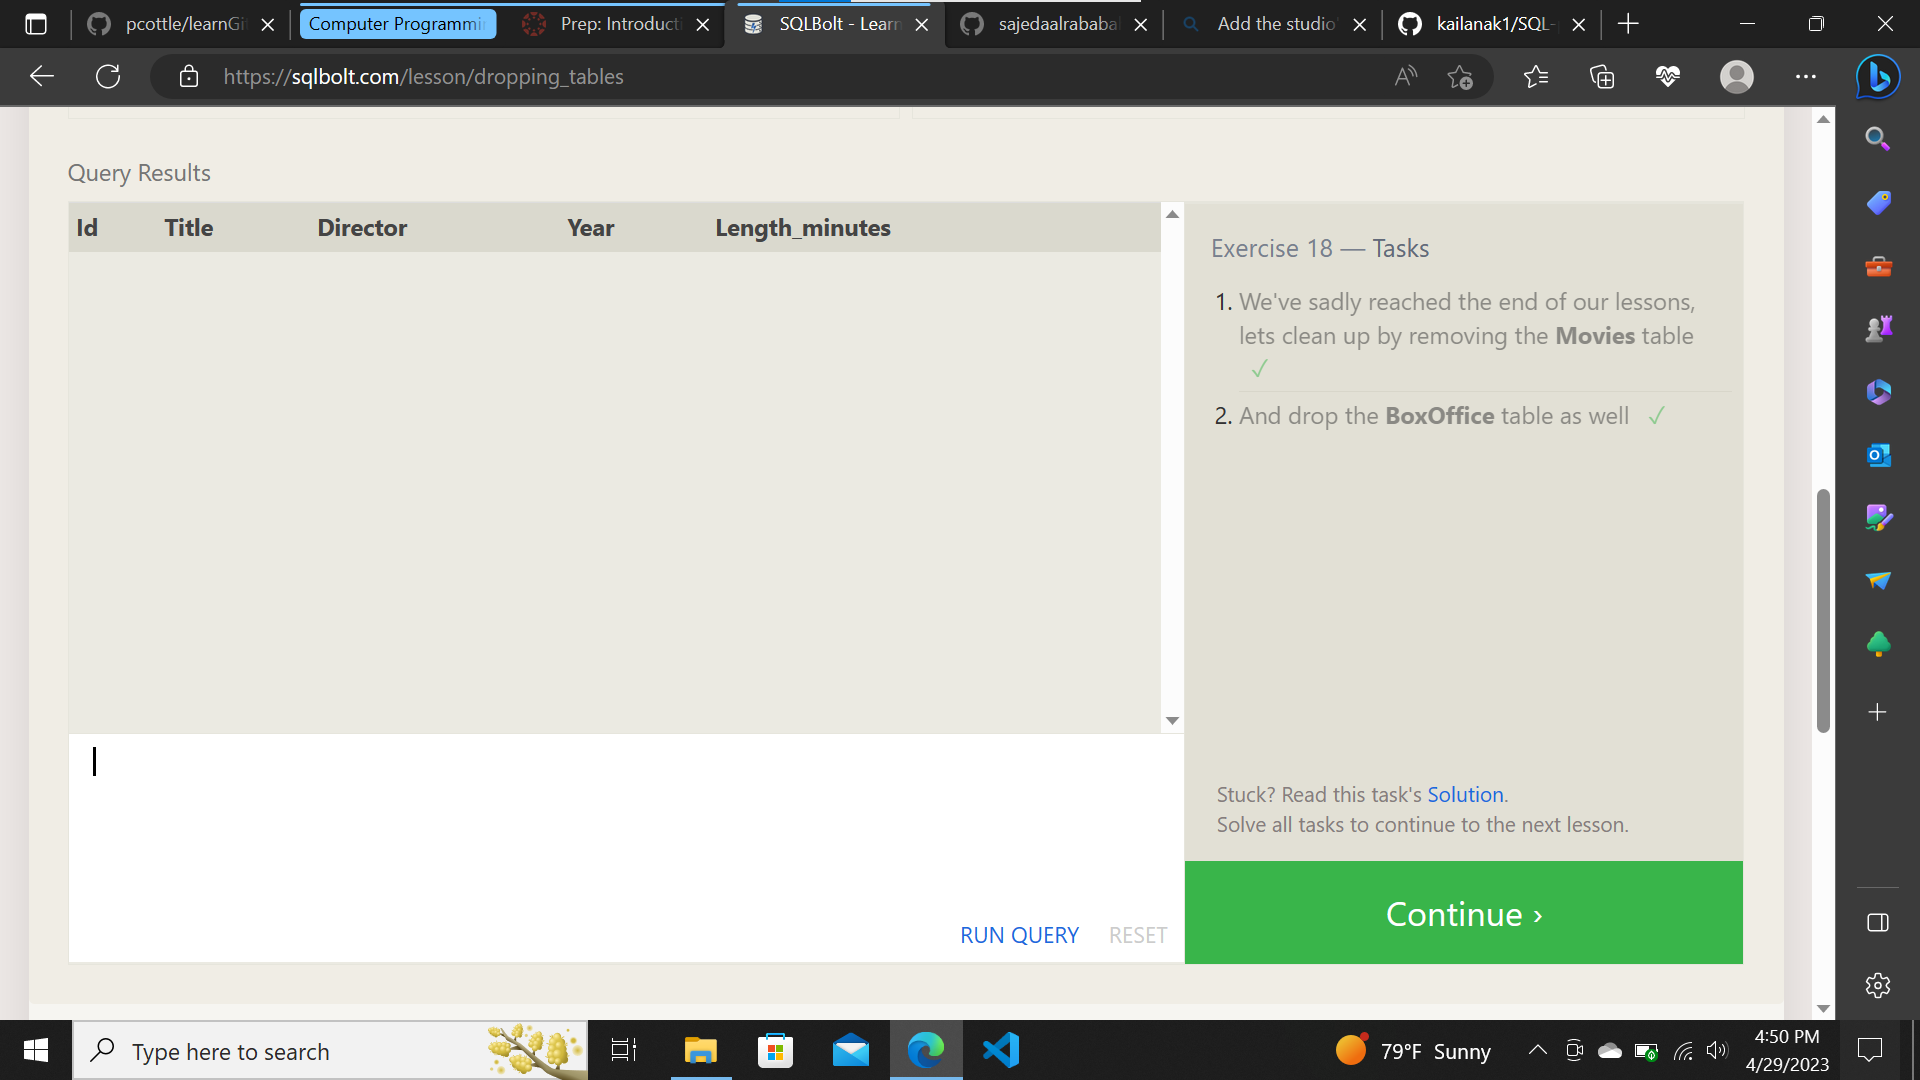 pcottle/learnGi
Computer Programmi
Prep: Introducti
SQLBolt - Learn
sajedaalrababal
Add the studio'
kailanak1/SQL-
https://sqlbolt.com/lesson/dropping_tables
Query Results
Id Title Director Year Length_minutes
Exercise 18 — Tasks
1. We've sadly reached the end of our lessons,
lets clean up by removing the Movies table
✓
2. And drop the BoxOffice table as well ✓
Stuck? Read this task's Solution.
Solve all tasks to continue to the next lesson.
RUN QUERY RESET
Continue ›
Type here to search
79°F Sunny
4:50 PM
4/29/2023